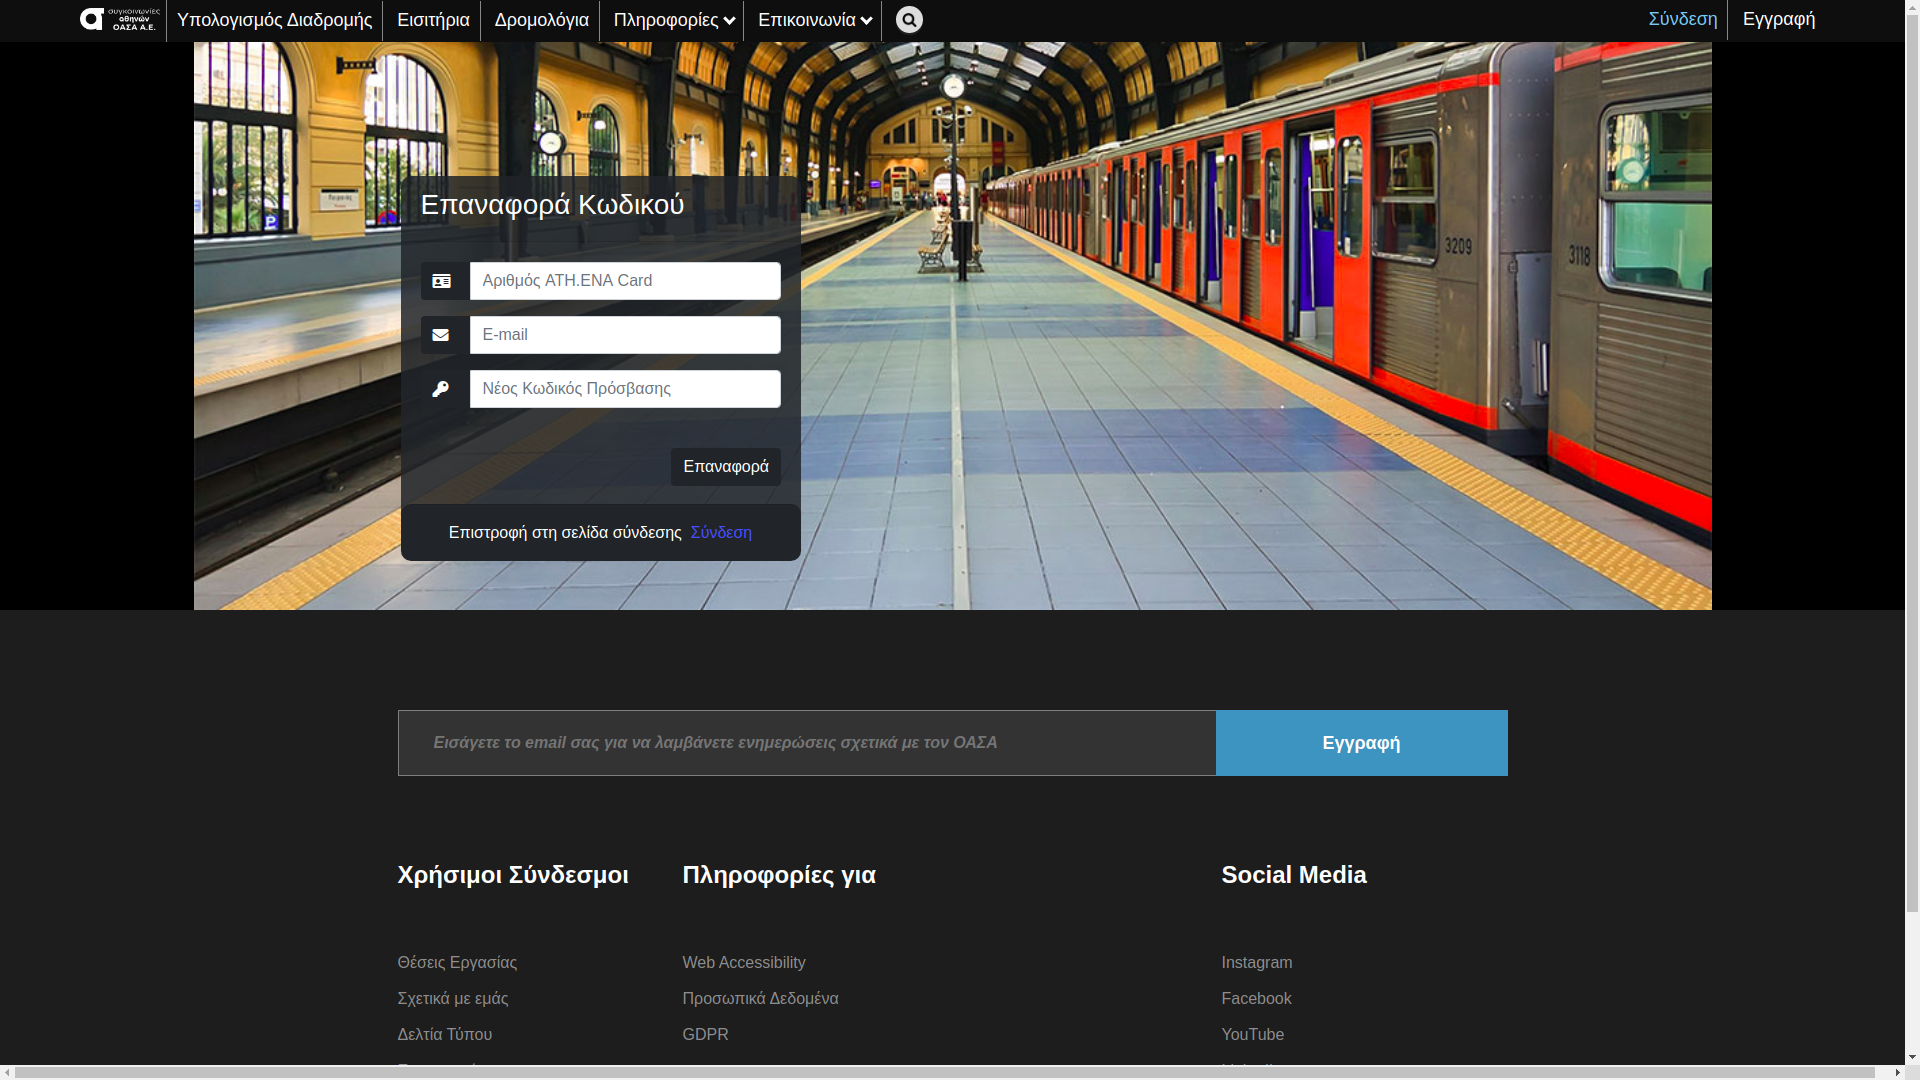 συγκοινωνίες
αθηνών
ΟΑΣΑ Α.Ε.
Υπολογισμός Διαδρομής
Εισιτήρια
Δρομολόγια
Πληροφορίες
Επικοινωνία
Σύνδεση
Εγγραφή
Επαναφορά Κωδικού
Αριθμός ATH.ENA Card
E-mail
Νέος Κωδικός Πρόσβασης
Επαναφορά
Επιστροφή στη σελίδα σύνδεσης Σύνδεση
3209
3118
Εισάγετε το email σας για να λαμβάνετε ενημερώσεις σχετικά με τον ΟΑΣΑ
Εγγραφή
Χρήσιμοι Σύνδεσμοι
Πληροφορίες για
Social Media
Θέσεις Εργασίας
Web Accessibility
Instagram
Σχετικά με εμάς
Προσωπικά Δεδομένα
Facebook
Δελτία Τύπου
GDPR
YouTube